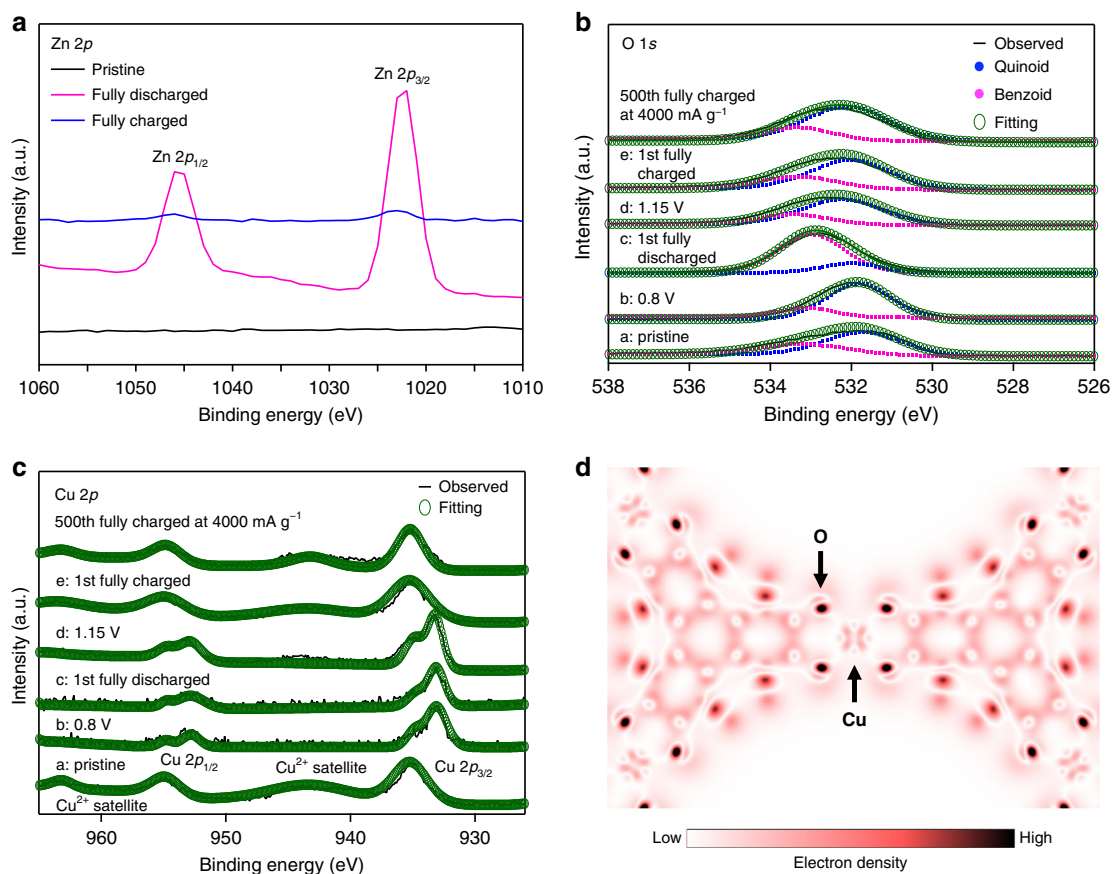 a
Zn 2p
Pristine
Fully discharged
Fully charged
Zn 2p3/2
Zn 2p1/2
Intensity (a.u.)
1060 1050 1040 1030 1020 1010
Binding energy (eV)
b
O 1s
Observed
Quinoid
Benzoid
Fitting
500th fully charged
at 4000 mA g–1
e: 1st fully
charged
d: 1.15 V
c: 1st fully
discharged
b: 0.8 V
a: pristine
Intensity (a.u.)
538 536 534 532 530 528 526
Binding energy (eV)
c
Cu 2p
Observed
Fitting
500th fully charged at 4000 mA g–1
e: 1st fully charged
d: 1.15 V
c: 1st fully discharged
b: 0.8 V
a: pristine
Cu 2p1/2
Cu2+ satellite
Cu 2p3/2
Cu2+ satellite
Intensity (a.u.)
960 950 940 930
Binding energy (eV)
d
O
Cu
Low High
Electron density